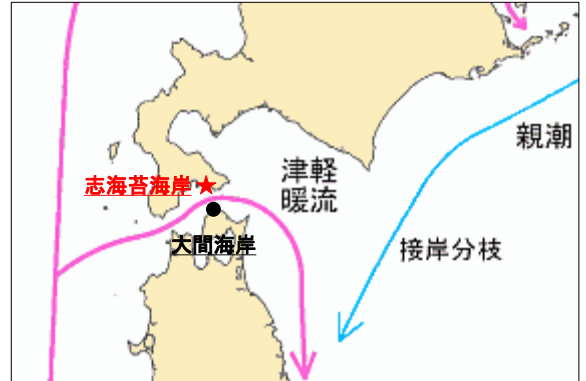 親潮
津軽
暖流
志海苔海岸
大間海岸
接岸分枝